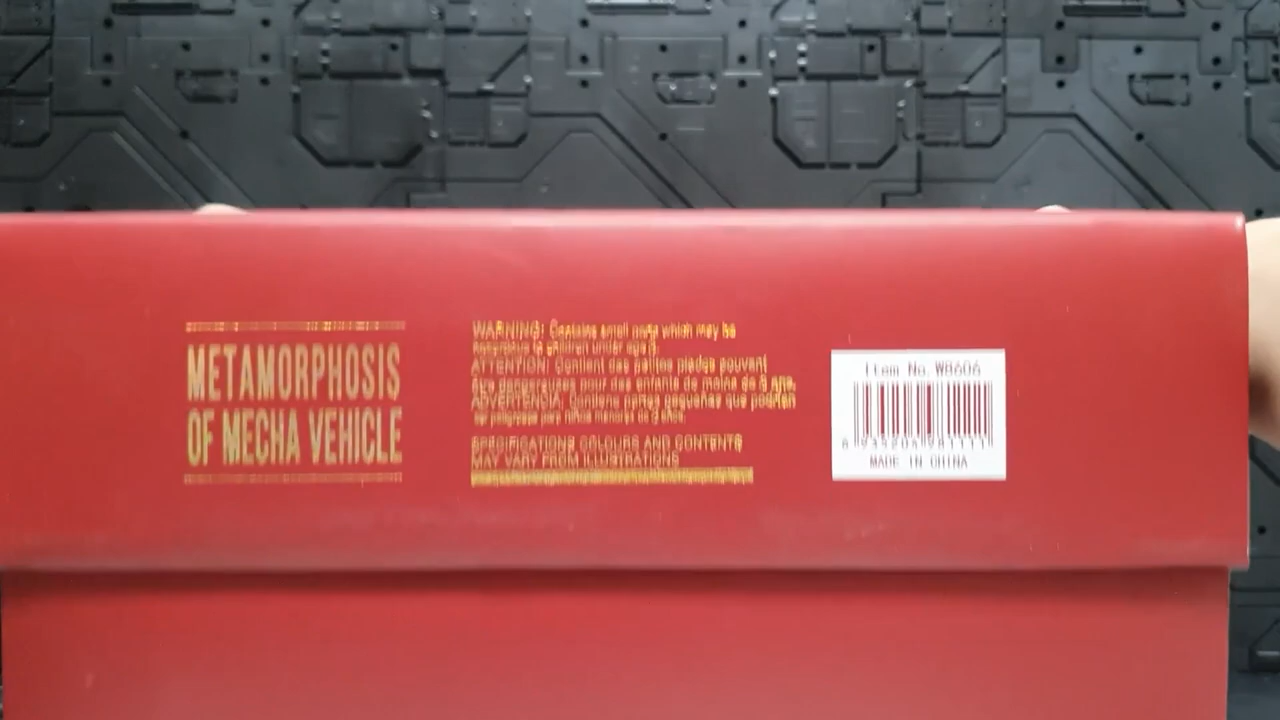 METAMORPHOSIS
OF MECHA VEHICLE
WARNING: Contains small parts which may be
to children under age 3.
ATTENTION: Contient des petites pièces pouvant
être dangereuses pour des enfants de moins de 3 ans.
ADVERTENCIA: Contiene partes pequeñas que podrían
ser peligrosas para niños menores de 3 años.
SPECIFICATIONS COLOURS AND CONTENTS
MAY VARY FROM ILLUSTRATIONS
Item No. W8606
MADE IN CHINA